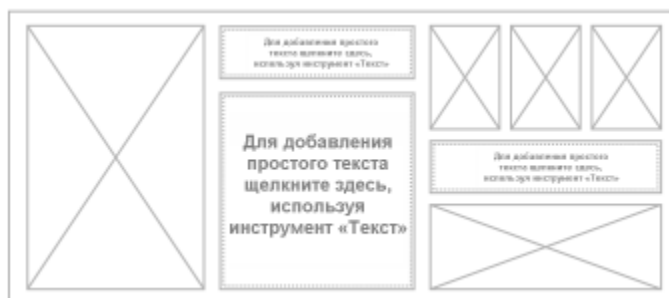 Для добавления простого
текста щелкните здесь,
используя инструмент «Текст»
Для добавления
простого текста
щелкните здесь,
используя
инструмент «Текст»
Для добавления простого
текста щелкните здесь,
используя инструмент «Текст»